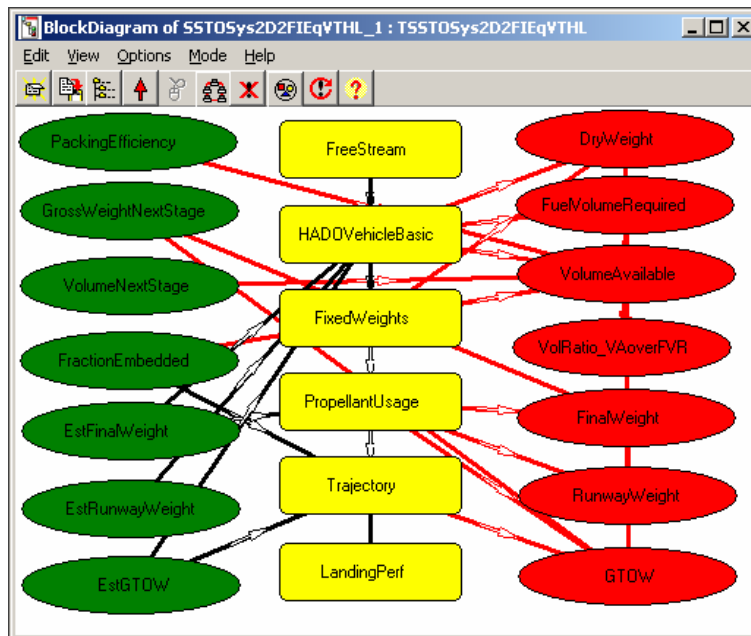 BlockDiagram of SSTOSys2D2FIEqVTHL_1 : TSSTOSys2D2FIEqVTHL
Edit View Options Mode Help
PackingEfficiency
FreeStream
DryWeight
GrossWeightNextStage
HADOVehicleBasic
FuelVolumeRequired
VolumeNextStage
FixedWeights
VolumeAvailable
FractionEmbedded
PropellantUsage
VolRatio_VAoverFVR
EstFinalWeight
Trajectory
FinalWeight
EstRunwayWeight
LandingPerf
RunwayWeight
EstGTOW
GTOW